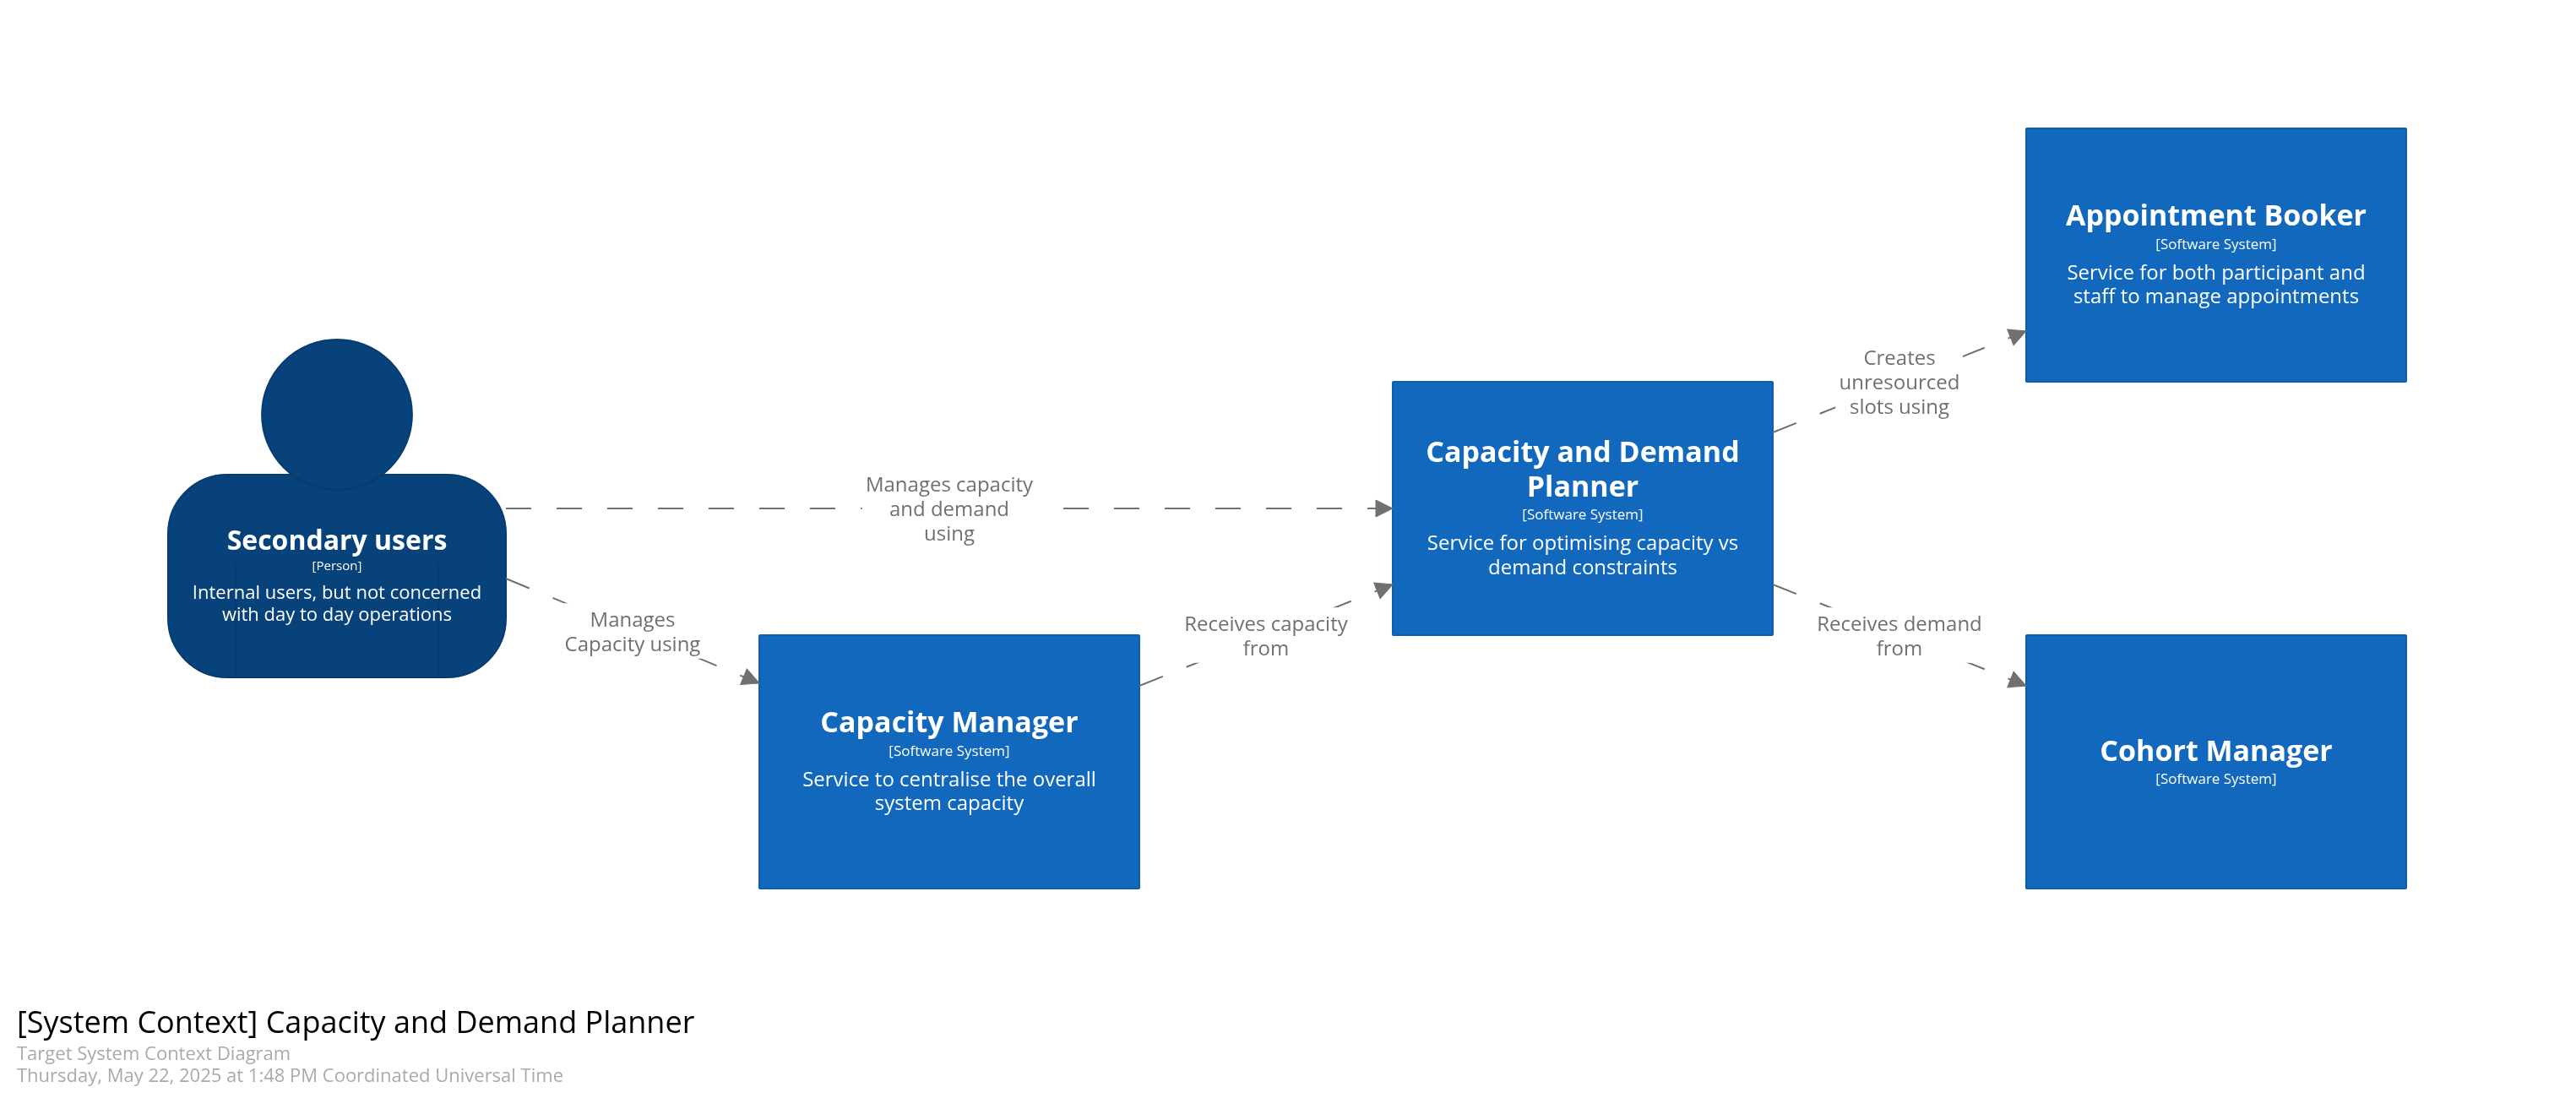 Appointment Booker
[Software System]
Service for both participant and
staff to manage appointments
Creates
unresourced
slots using
Capacity and Demand
Planner
[Software System]
Service for optimising capacity vs
demand constraints
Manages capacity
and demand
using
Secondary users
[Person]
Internal users, but not concerned
with day to day operations
Manages
Capacity using
Receives capacity
from
Receives demand
from
Capacity Manager
[Software System]
Service to centralise the overall
system capacity
Cohort Manager
[Software System]
[System Context] Capacity and Demand Planner
Target System Context Diagram
Thursday, May 22, 2025 at 1:48 PM Coordinated Universal Time